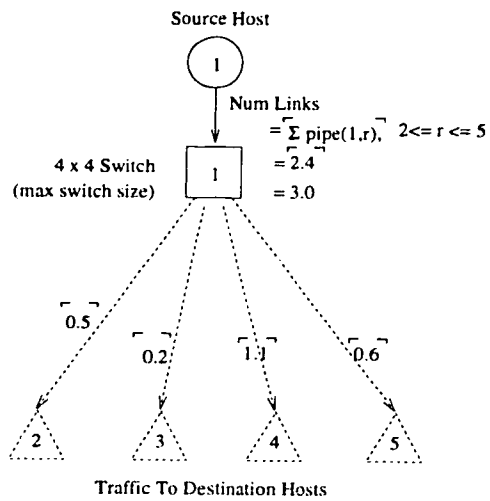 Source Host
1
Num Links
= ⌈Σ pipe(1,r),⌉ 2<= r <= 5
4 x 4 Switch
(max switch size)
1
= ⌈2.4⌉
= 3.0
⌈0.5⌉
⌈0.2⌉
⌈1.1⌉
⌈0.6⌉
2
3
4
5
Traffic To Destination Hosts